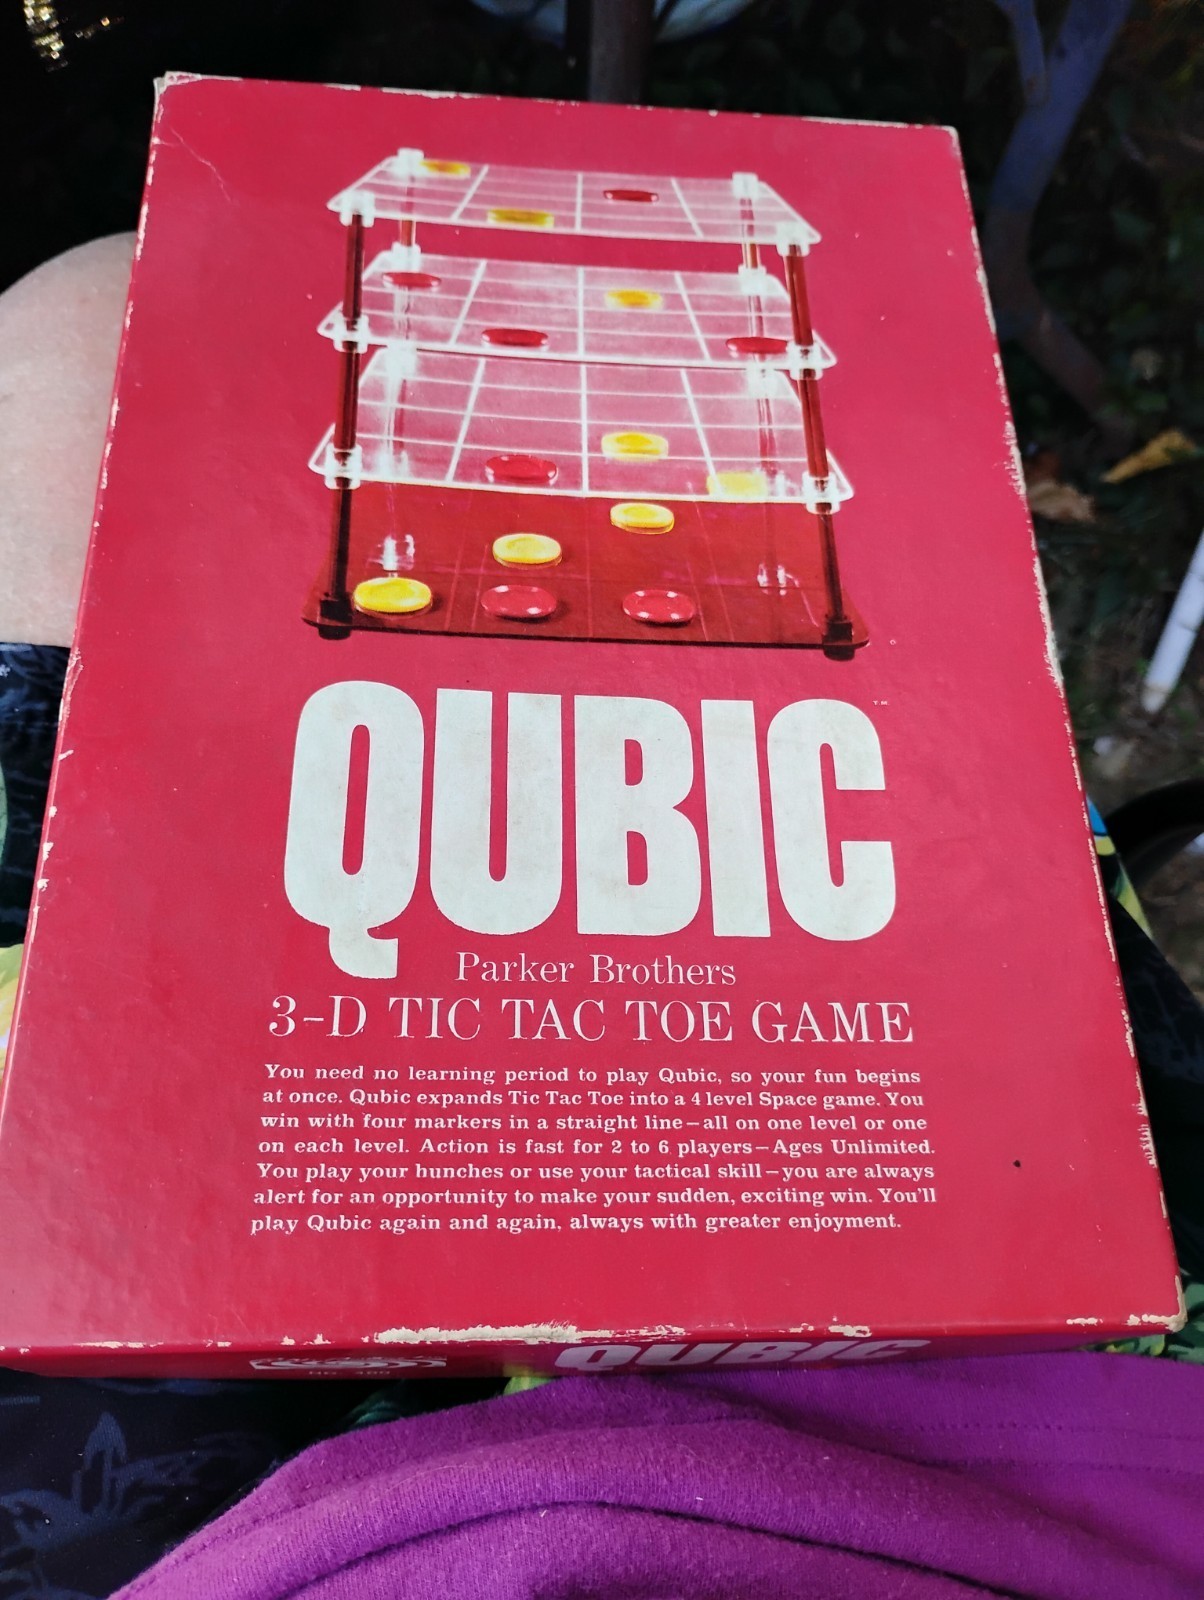 QUBIC
T.M.
Parker Brothers
3-D TIC TAC TOE GAME
You need no learning period to play Qubic, so your fun begins
at once. Qubic expands Tic Tac Toe into a 4 level Space game. You
win with four markers in a straight line—all on one level or one
on each level. Action is fast for 2 to 6 players—Ages Unlimited.
You play your hunches or use your tactical skill—you are always
alert for an opportunity to make your sudden, exciting win. You'll
play Qubic again and again, always with greater enjoyment.
QUBIC